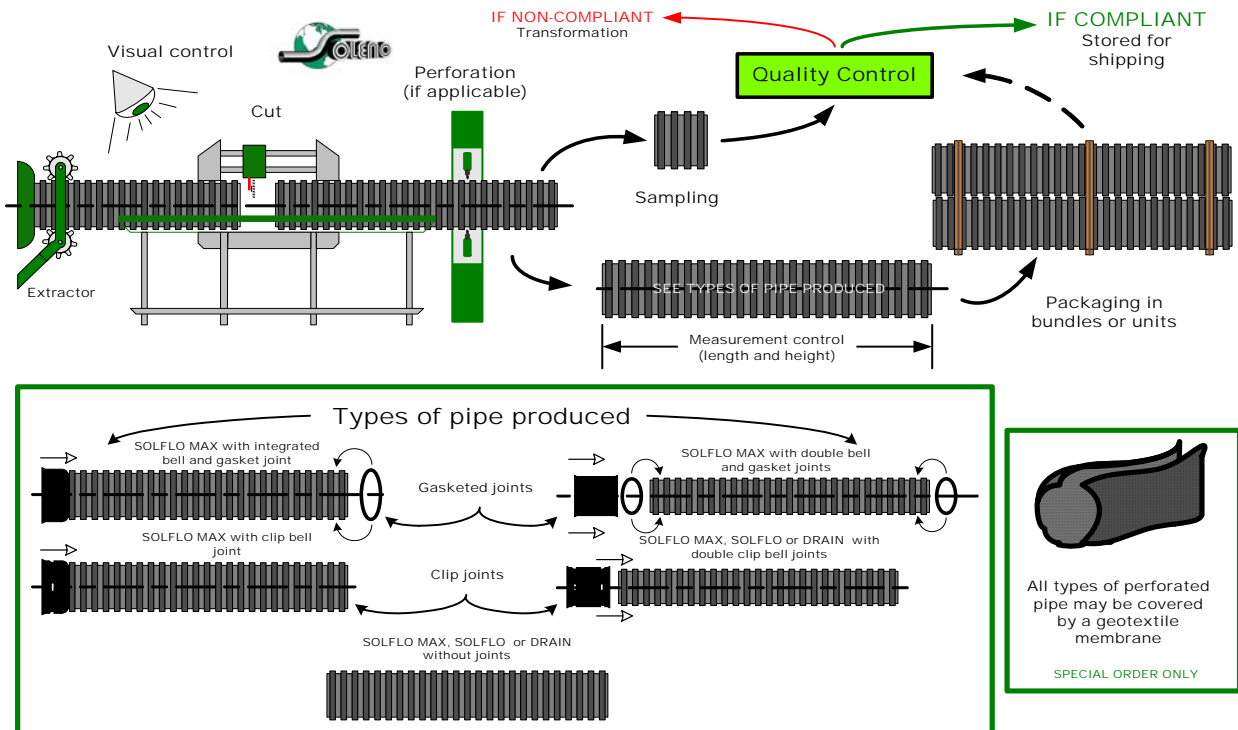 IF NON-COMPLIANT
Transformation
IF COMPLIANT
Stored for
shipping
Visual control
SOLENO
Perforation
(if applicable)
Quality Control
Cut
Sampling
Extractor
SEE TYPES OF PIPE PRODUCED
Packaging in
bundles or units
Measurement control
(length and height)
Types of pipe produced
SOLFLO MAX with integrated
bell and gasket joint
SOLFLO MAX with double bell
and gasket joints
Gasketed joints
SOLFLO MAX with clip bell
joint
SOLFLO MAX, SOLFLO or DRAIN with
double clip bell joints
Clip joints
SOLFLO MAX, SOLFLO or DRAIN
without joints
All types of perforated
pipe may be covered
by a geotextile
membrane
SPECIAL ORDER ONLY